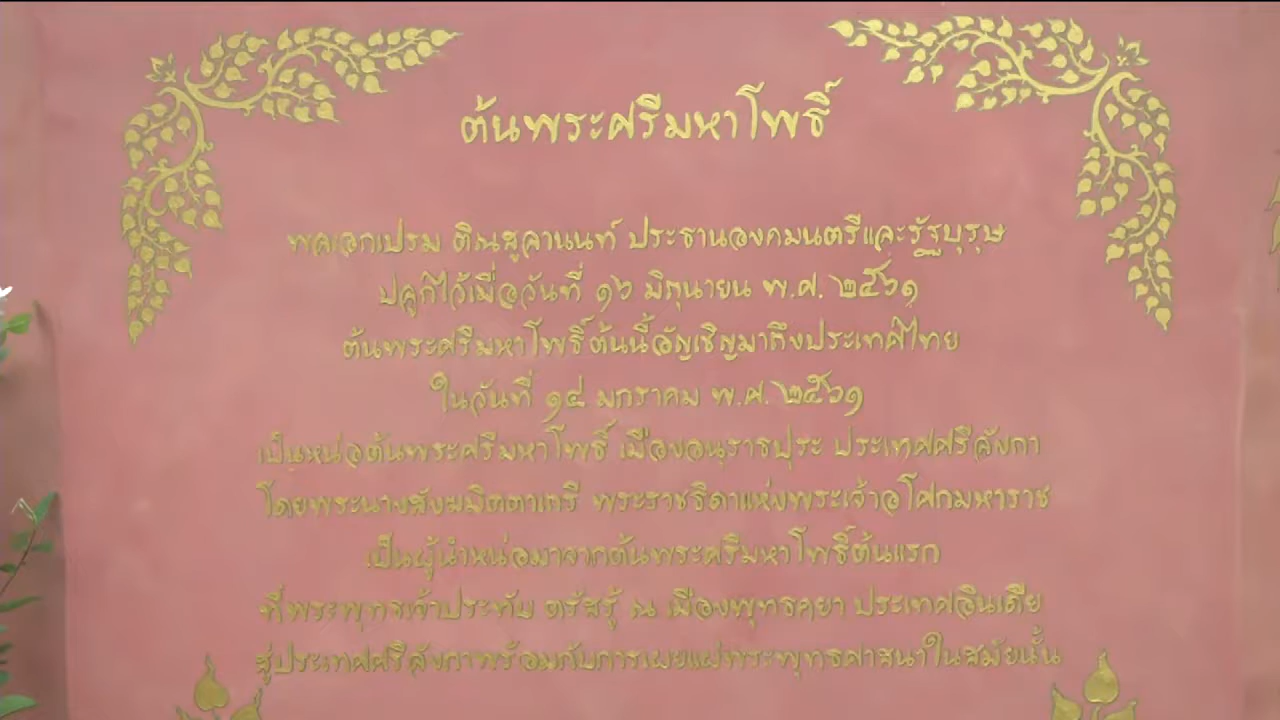 ต้นพระศรีมหาโพธิ์
พลเอกเปรม ติณสูลานนท์ ประธานองคมนตรีและรัฐบุรุษ
ปลูกไว้เมื่อวันที่ ๑๖ มิถุนายน พ.ศ. ๒๕๖๑
ต้นพระศรีมหาโพธิ์ต้นนี้อัญเชิญมาถึงประเทศไทย
ในวันที่ ๑๔ มกราคม พ.ศ. ๒๕๖๑
เป็นหน่อต้นพระศรีมหาโพธิ์ เมืองอนุราธปุระ ประเทศศรีลังกา
โดยพระนางสังฆมิตตาเถรี พระราชธิดาแห่งพระเจ้าอโศกมหาราช
เป็นผู้นำหน่อมาจากต้นพระศรีมหาโพธิ์ต้นแรก
ที่พระพุทธเจ้าประทับ ตรัสรู้ ณ เมืองพุทธคยา ประเทศอินเดีย
สู่ประเทศศรีลังกาพร้อมกับการเผยแผ่พระพุทธศาสนาในสมัยนั้น